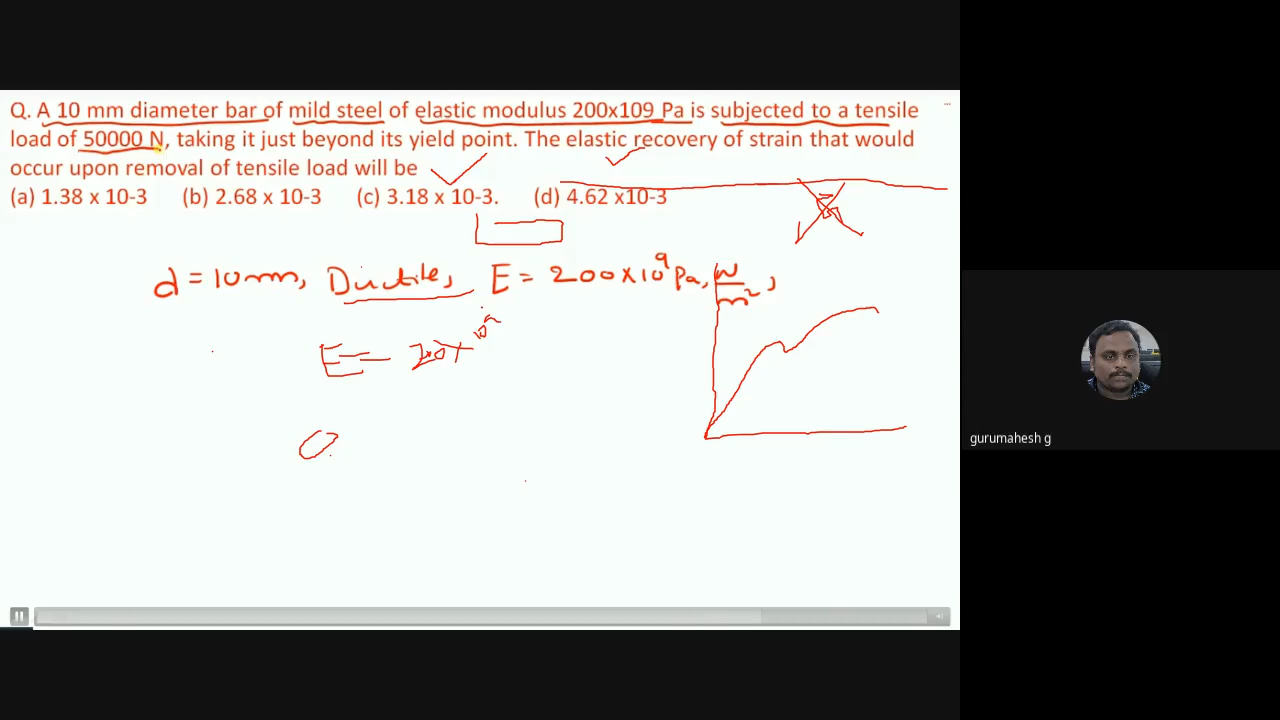 Q. A 10 mm diameter bar of mild steel of elastic modulus 200x109 Pa is subjected to a tensile
load of 50000 N, taking it just beyond its yield point. The elastic recovery of strain that would
occur upon removal of tensile load will be
(a) 1.38 x 10-3 (b) 2.68 x 10-3 (c) 3.18 x 10-3. (d) 4.62 x10-3
d = 10mm, Ductile, E = 200×10⁹ Pa, N/m²,
E =
gurumahesh g